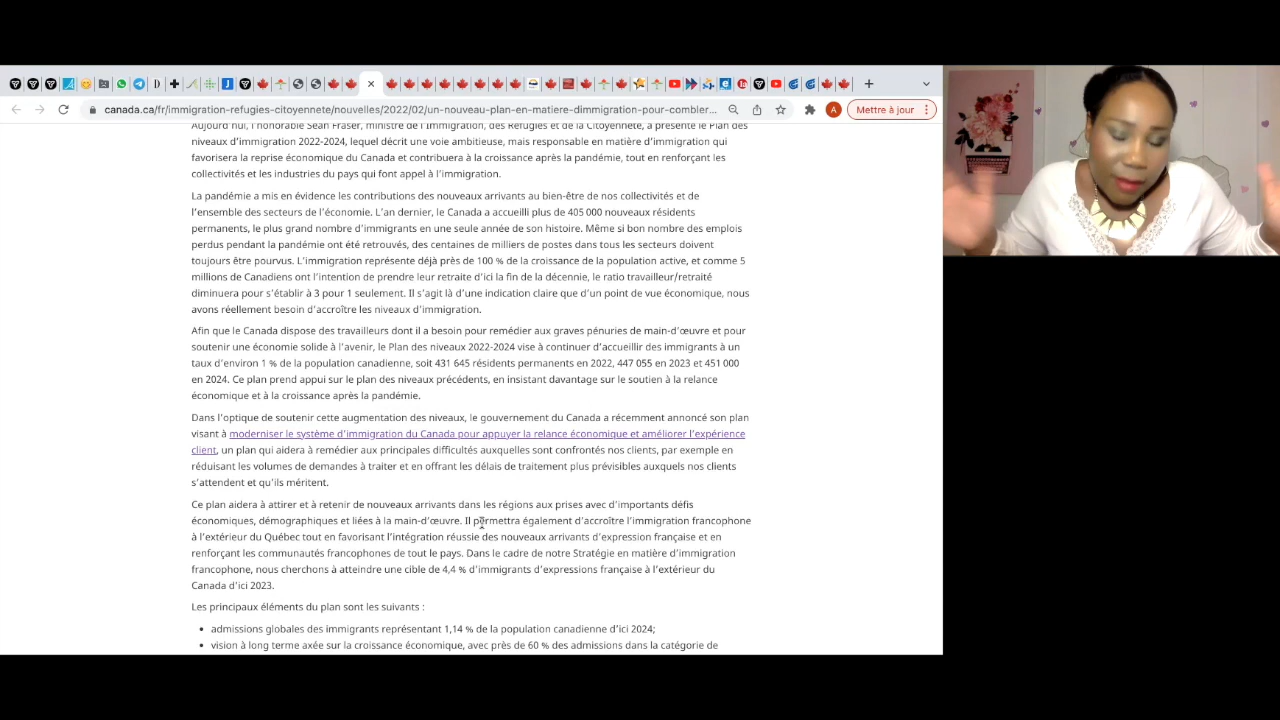 canada.ca/fr/immigration-refugies-citoyennete/nouvelles/2022/02/un-nouveau-plan-en-matiere-dimmigration-pour-combler...
A
Mettre à jour
Aujourd'hui, l'honorable Sean Fraser, ministre de l'Immigration, des Réfugiés et de la Citoyenneté, a présenté le Plan des
niveaux d'immigration 2022-2024, lequel décrit une voie ambitieuse, mais responsable en matière d'immigration qui
favorisera la reprise économique du Canada et contribuera à la croissance après la pandémie, tout en renforçant les
collectivités et les industries du pays qui font appel à l'immigration.
La pandémie a mis en évidence les contributions des nouveaux arrivants au bien-être de nos collectivités et de
l'ensemble des secteurs de l'économie. L'an dernier, le Canada a accueilli plus de 405 000 nouveaux résidents
permanents, le plus grand nombre d'immigrants en une seule année de son histoire. Même si bon nombre des emplois
perdus pendant la pandémie ont été retrouvés, des centaines de milliers de postes dans tous les secteurs doivent
toujours être pourvus. L'immigration représente déjà près de 100 % de la croissance de la population active, et comme 5
millions de Canadiens ont l'intention de prendre leur retraite d'ici la fin de la décennie, le ratio travailleur/retraité
diminuera pour s'établir à 3 pour 1 seulement. Il s'agit là d'une indication claire que d'un point de vue économique, nous
avons réellement besoin d'accroître les niveaux d'immigration.
Afin que le Canada dispose des travailleurs dont il a besoin pour remédier aux graves pénuries de main-d'œuvre et pour
soutenir une économie solide à l'avenir, le Plan des niveaux 2022-2024 vise à continuer d'accueillir des immigrants à un
taux d'environ 1 % de la population canadienne, soit 431 645 résidents permanents en 2022, 447 055 en 2023 et 451 000
en 2024. Ce plan prend appui sur le plan des niveaux précédents, en insistant davantage sur le soutien à la relance
économique et à la croissance après la pandémie.
Dans l'optique de soutenir cette augmentation des niveaux, le gouvernement du Canada a récemment annoncé son plan
visant à moderniser le système d'immigration du Canada pour appuyer la relance économique et améliorer l'expérience
client, un plan qui aidera à remédier aux principales difficultés auxquelles sont confrontés nos clients, par exemple en
réduisant les volumes de demandes à traiter et en offrant les délais de traitement plus prévisibles auxquels nos clients
s'attendent et qu'ils méritent.
Ce plan aidera à attirer et à retenir de nouveaux arrivants dans les régions aux prises avec d'importants défis
économiques, démographiques et liées à la main-d'œuvre. Il permettra également d'accroître l'immigration francophone
à l'extérieur du Québec tout en favorisant l'intégration réussie des nouveaux arrivants d'expression française et en
renforçant les communautés francophones de tout le pays. Dans le cadre de notre Stratégie en matière d'immigration
francophone, nous cherchons à atteindre une cible de 4,4 % d'immigrants d'expressions française à l'extérieur du
Canada d'ici 2023.
Les principaux éléments du plan sont les suivants :
• admissions globales des immigrants représentant 1,14 % de la population canadienne d'ici 2024;
• vision à long terme axée sur la croissance économique, avec près de 60 % des admissions dans la catégorie de